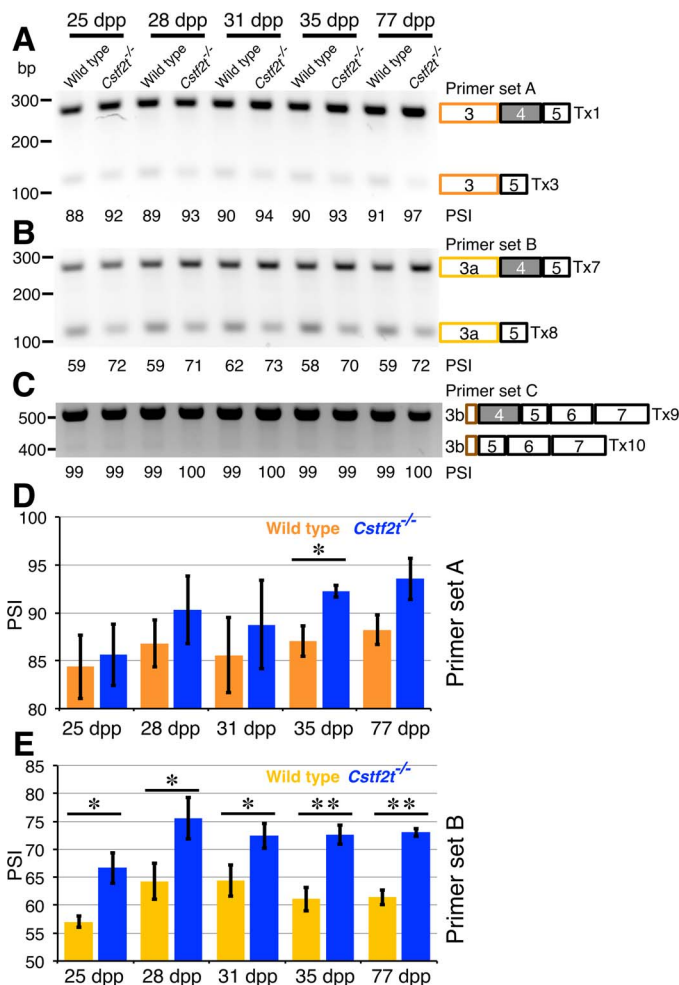 25 dpp 28 dpp 31 dpp 35 dpp 77 dpp
A
bp
Wild type Cstf2t-/- Wild type Cstf2t-/- Wild type Cstf2t-/- Wild type Cstf2t-/- Wild type Cstf2t-/-
Primer set A
300
3 4 5 Tx1
200
3 5 Tx3
100
88 92 89 93 90 94 90 93 91 97 PSI
B
Primer set B
300
3a 4 5 Tx7
200
3a 5 Tx8
100
59 72 59 71 62 73 58 70 59 72 PSI
C
Primer set C
500
3b 4 5 6 7 Tx9
400
3b 5 6 7 Tx10
99 99 99 100 99 100 99 99 99 100 PSI
D
100
Wild type Cstf2t-/-
*
95
90
85
80
PSI
Primer set A
25 dpp 28 dpp 31 dpp 35 dpp 77 dpp
E
85
Wild type Cstf2t-/-
80
* * * ** **
75
70
65
60
55
50
PSI
Primer set B
25 dpp 28 dpp 31 dpp 35 dpp 77 dpp